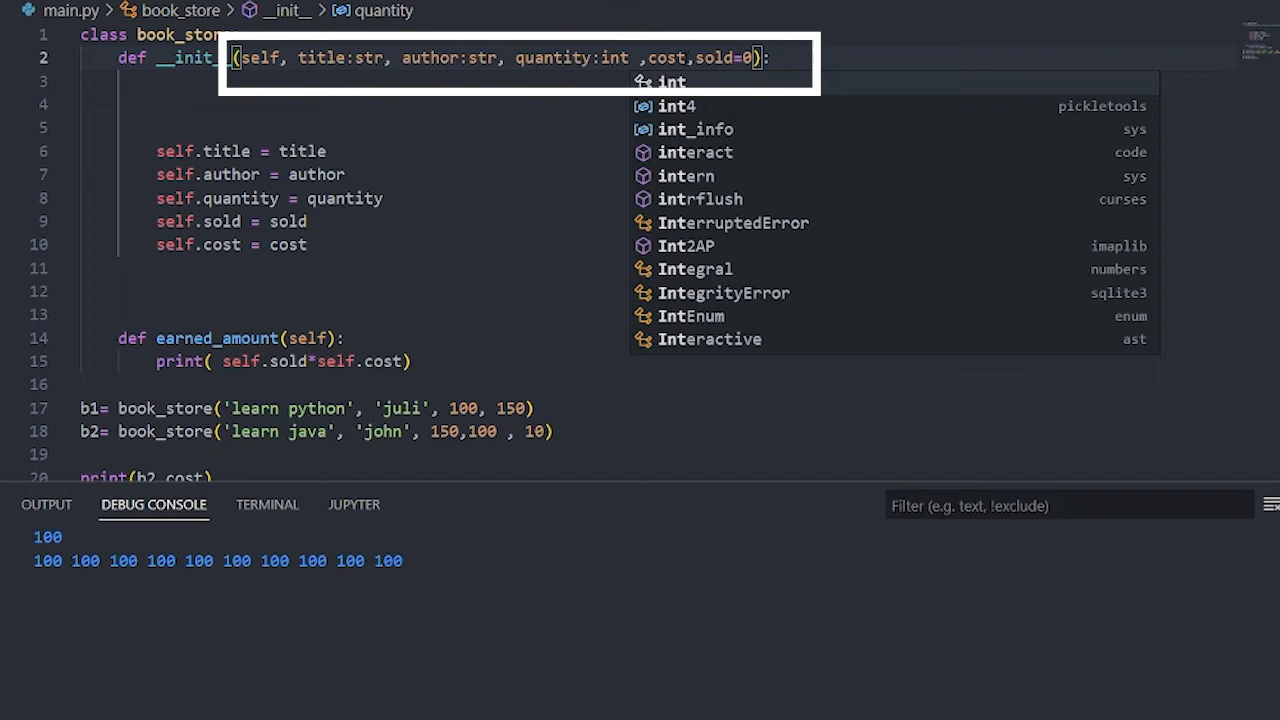 main.py > book_store > __init__ > quantity
1 class book_store
2 def __init__(self, title:str, author:str, quantity:int ,cost,sold=0):
3 int
4 int4 pickletools
5 int_info sys
interact code
6 self.title = title
7 self.author = author intern sys
8 self.quantity = quantity intrflush curses
9 self.sold = sold InterruptedError
10 self.cost = cost Int2AP imaplib
11 Integral numbers
12 IntegrityError sqlite3
13 IntEnum enum
14 def earned_amount(self): Interactive ast
15 print( self.sold*self.cost)
16
17 b1= book_store('learn python', 'juli', 100, 150)
18 b2= book_store('learn java', 'john', 150,100 , 10)
19
20 print(b2.cost)
OUTPUT DEBUG CONSOLE TERMINAL JUPYTER Filter (e.g. text, !exclude)
100
100 100 100 100 100 100 100 100 100 100